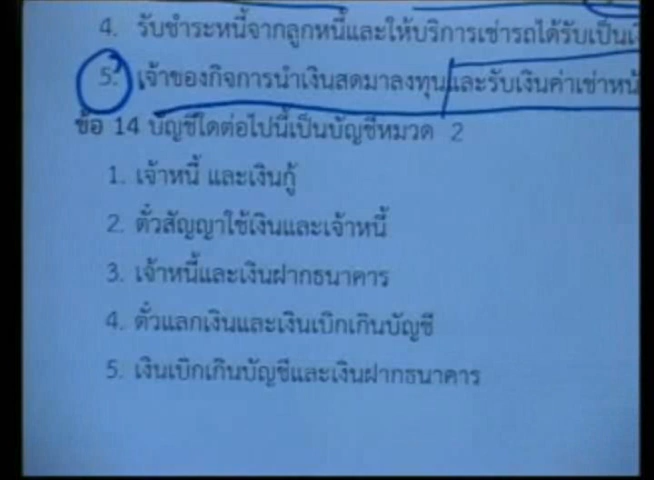 4. รับชำระหนี้จากลูกหนี้และให้บริการเช่ารถได้รับเป็น
5. เจ้าของกิจการนำเงินสดมาลงทุนและรับเงินค่าเช่า
ข้อ 14 บัญชีใดต่อไปนี้เป็นบัญชีหมวด 2
1. เจ้าหนี้ และเงินกู้
2. ตั๋วสัญญาใช้เงินและเจ้าหนี้
3. เจ้าหนี้และเงินฝากธนาคาร
4. ตั๋วแลกเงินและเงินเบิกเกินบัญชี
5. เงินเบิกเกินบัญชีและเงินฝากธนาคาร